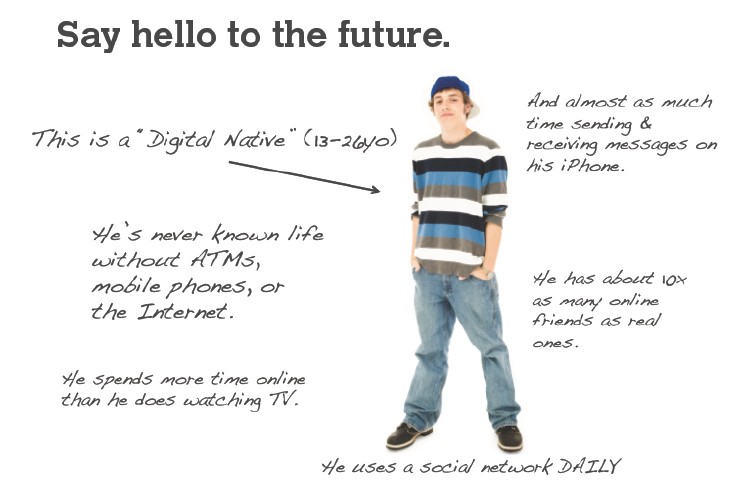 Say hello to the future.
This is a "Digital Native" (13-26y/o)
He's never known life
without ATMs,
mobile phones, or
the Internet.
He spends more time online
than he does watching TV.
And almost as much
time sending &
receiving messages on
his iPhone.
He has about 10x
as many online
friends as real
ones.
He uses a social network DAILY